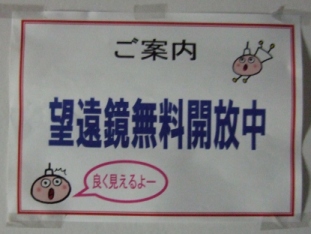 ご案内
望遠鏡無料開放中
良く見えるよー